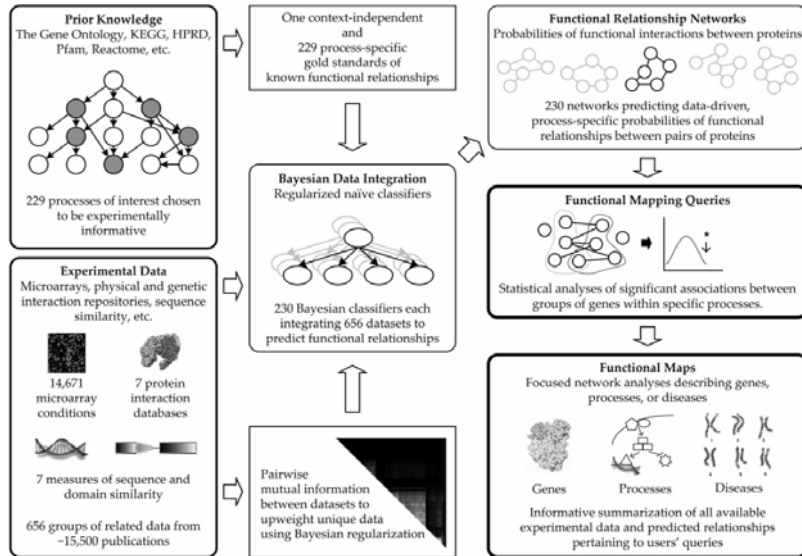 Prior Knowledge
The Gene Ontology, KEGG, HPRD,
Pfam, Reactome, etc.
229 processes of interest chosen
to be experimentally
informative
Experimental Data
Microarrays, physical and genetic
interaction repositories, sequence
similarity, etc.
14,671
microarray
conditions
7 protein
interaction
databases
7 measures of sequence and
domain similarity
656 groups of related data from
~15,500 publications
One context-independent
and
229 process-specific
gold standards of
known functional relationships
Bayesian Data Integration
Regularized naïve classifiers
230 Bayesian classifiers each
integrating 656 datasets to
predict functional relationships
Pairwise
mutual information
between datasets to
upweight unique data
using Bayesian regularization
Functional Relationship Networks
Probabilities of functional interactions between proteins
230 networks predicting data-driven,
process-specific probabilities of functional
relationships between pairs of proteins
Functional Mapping Queries
*
Statistical analyses of significant associations between
groups of genes within specific processes.
Functional Maps
Focused network analyses describing genes,
processes, or diseases
Genes
Processes
Diseases
Informative summarization of all available
experimental data and predicted relationships
pertaining to users' queries